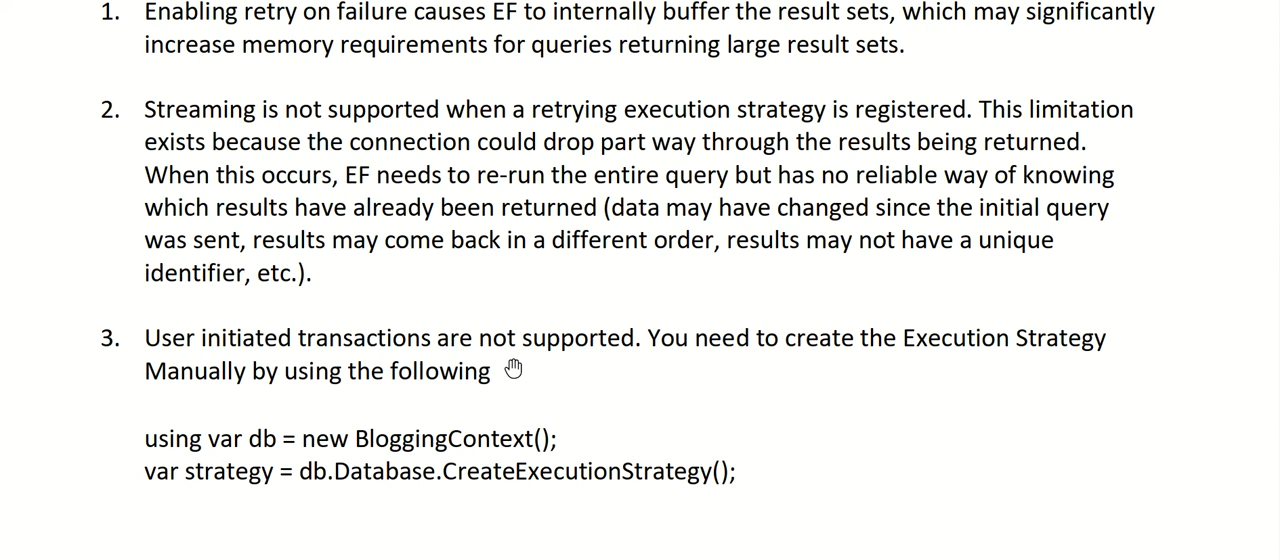 1. Enabling retry on failure causes EF to internally buffer the result sets, which may significantly
increase memory requirements for queries returning large result sets.
2. Streaming is not supported when a retrying execution strategy is registered. This limitation
exists because the connection could drop part way through the results being returned.
When this occurs, EF needs to re-run the entire query but has no reliable way of knowing
which results have already been returned (data may have changed since the initial query
was sent, results may come back in a different order, results may not have a unique
identifier, etc.).
3. User initiated transactions are not supported. You need to create the Execution Strategy
Manually by using the following
using var db = new BloggingContext();
var strategy = db.Database.CreateExecutionStrategy();